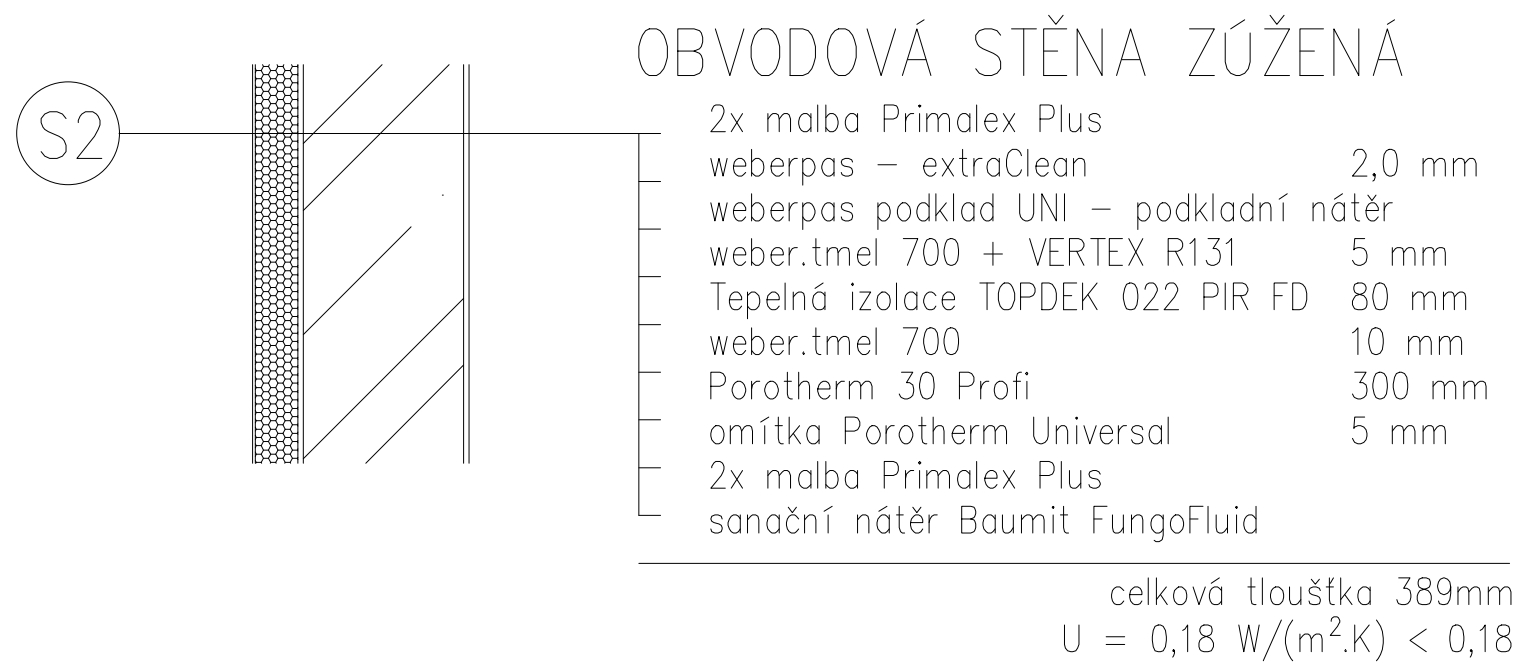 OBVODOVÁ STĚNA ZÚŽENÁ
S2
2x malba Primalex Plus
weberpas – extraClean 2,0 mm
weberpas podklad UNI – podkladní nátěr
weber.tmel 700 + VERTEX R131 5 mm
Tepelná izolace TOPDEK 022 PIR FD 80 mm
weber.tmel 700 10 mm
Porotherm 30 Profi 300 mm
omítka Porotherm Universal 5 mm
2x malba Primalex Plus
sanační nátěr Baumit FungoFluid
celková tloušťka 389mm
U = 0,18 W/(m².K) < 0,18